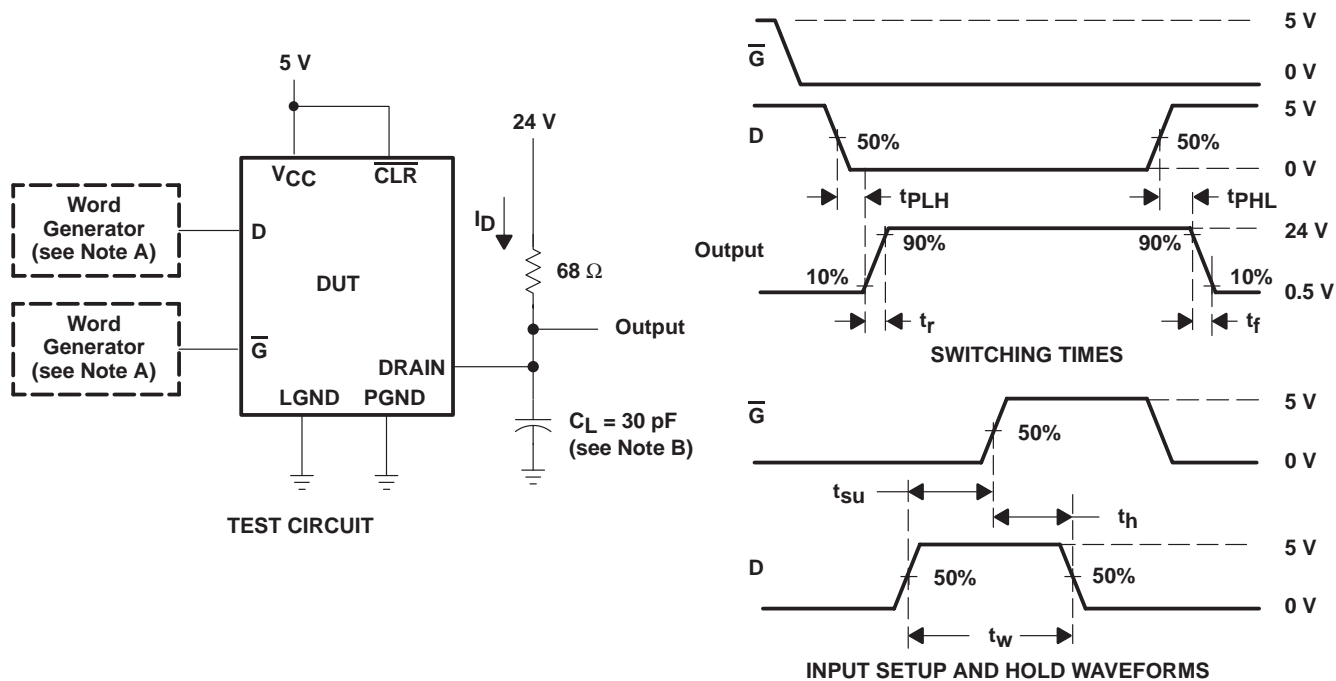 5 V
24 V
VCC
CLR
Word
Generator
(see Note A)
D
ID
68 Ω
DUT
Output
Word
Generator
(see Note A)
G
DRAIN
LGND PGND
CL = 30 pF
(see Note B)
TEST CIRCUIT
5 V
G
0 V
5 V
D
50%
50%
0 V
tPLH
tPHL
24 V
Output
90%
90%
10%
10%
0.5 V
tr
tf
SWITCHING TIMES
G
5 V
50%
0 V
tsu
th
5 V
D
50%
50%
0 V
tw
INPUT SETUP AND HOLD WAVEFORMS